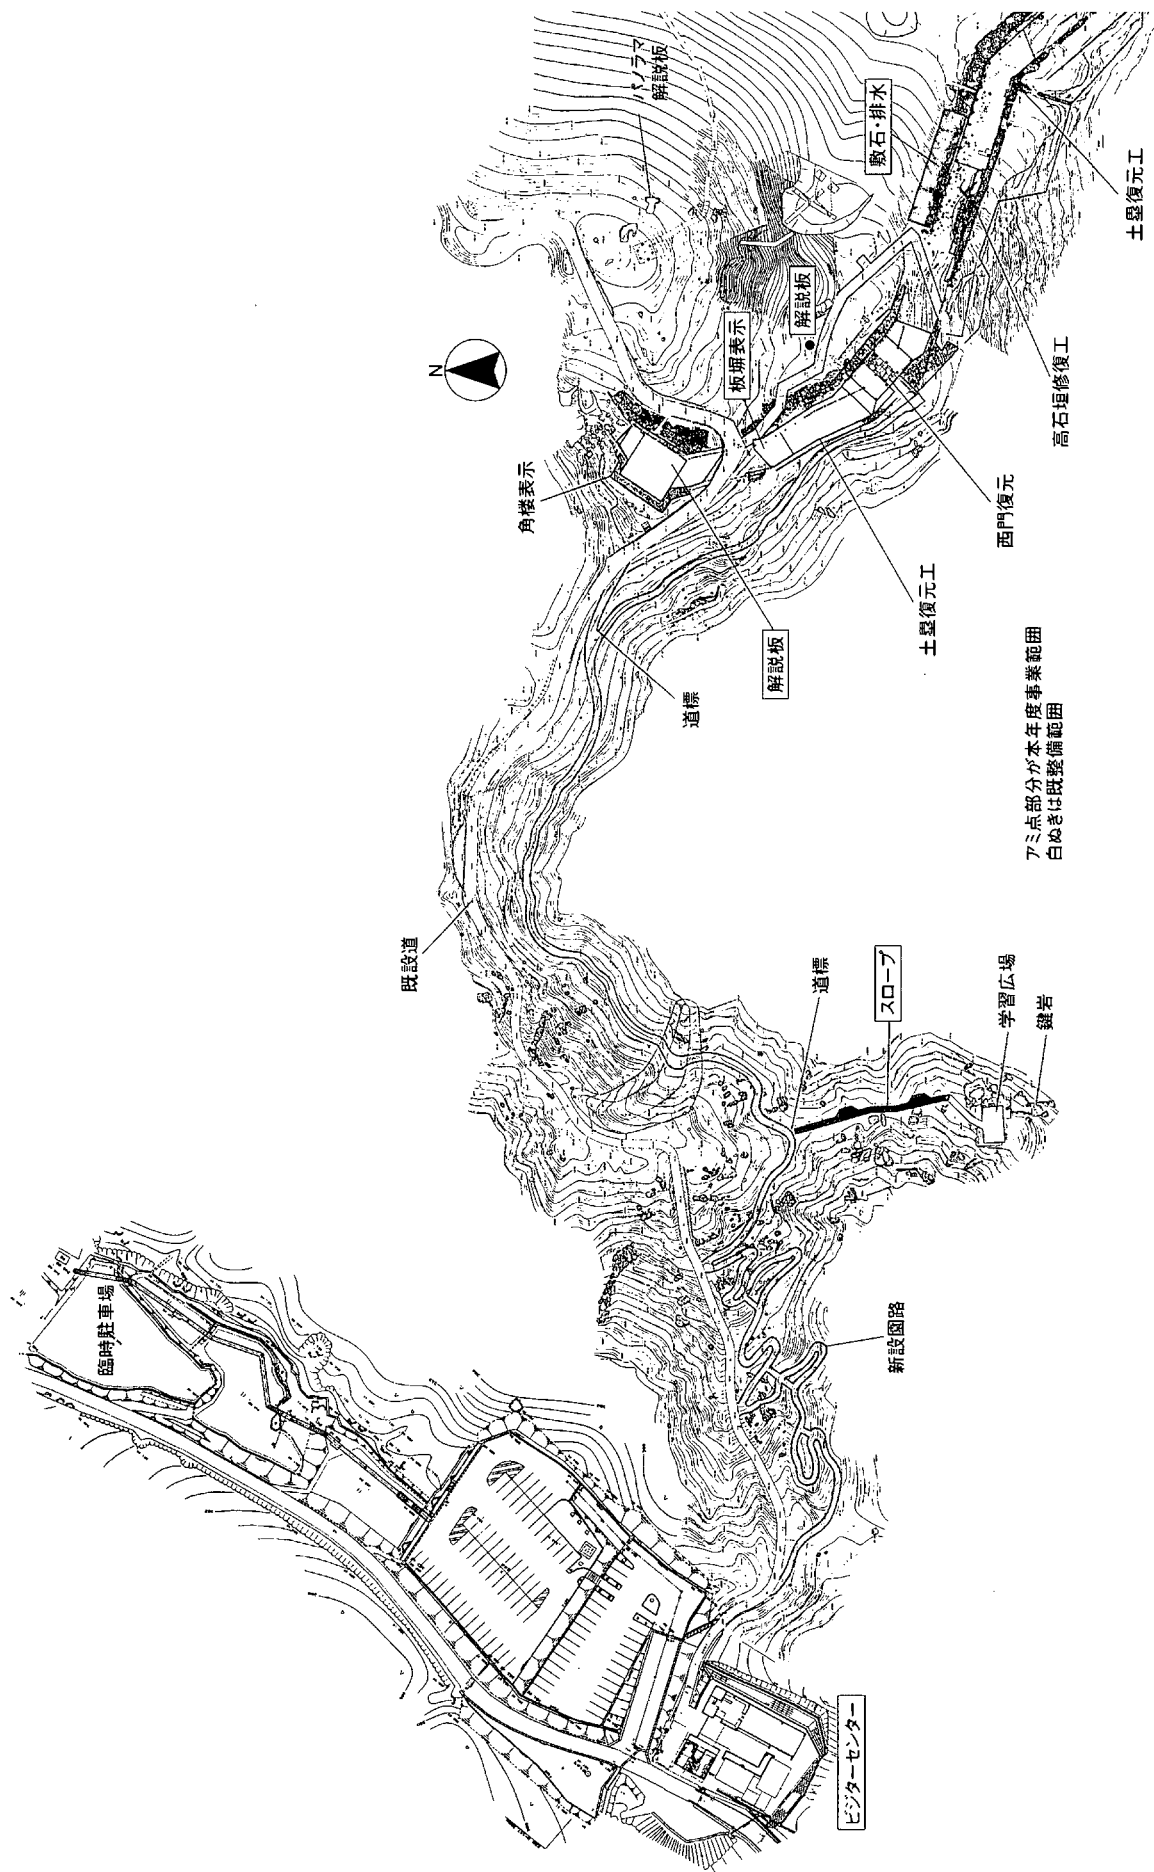 パノラマ
解説板
敷石・排水
土塁復元工
解説板
板塀表示
高石垣修復工
N
角楼表示
西門復元
土塁復元工
解説板
道標
アミ点部分が本年度事業範囲
白ぬきは既整備範囲
既設道
道標
スロープ
学習広場
鍵岩
臨時駐車場
新設園路
ビジターセンター